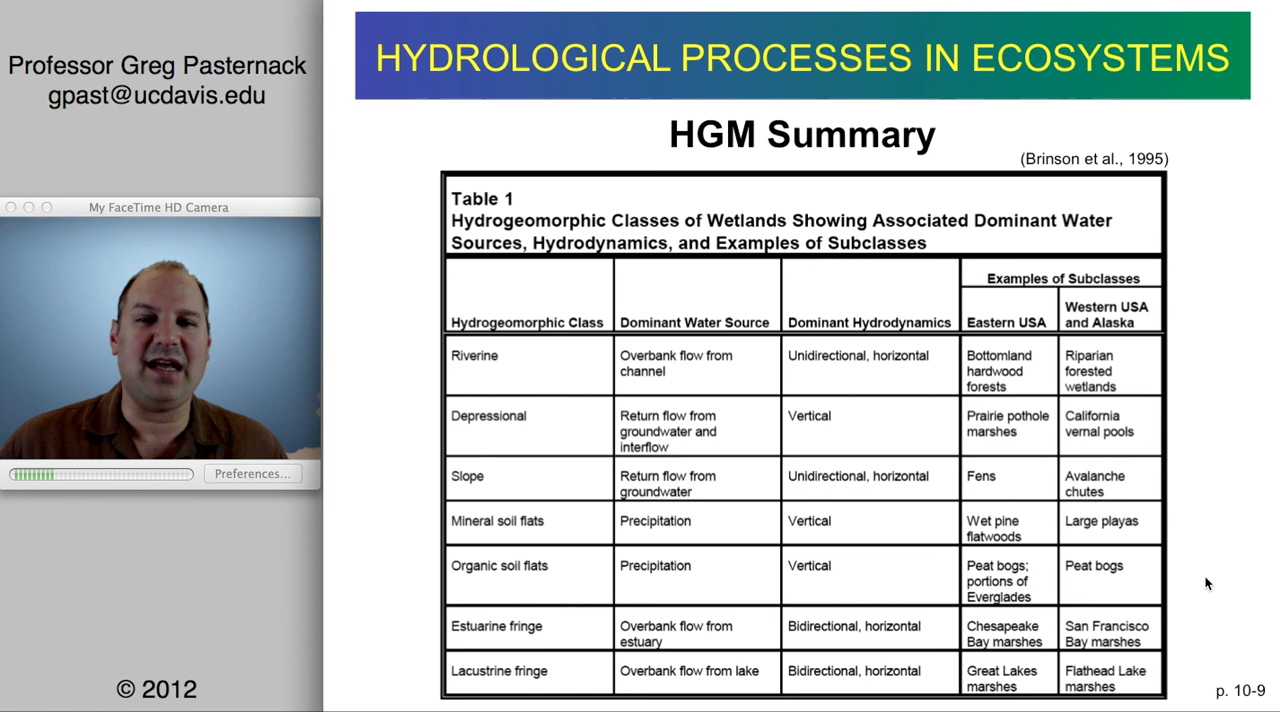 Professor Greg Pasternack
gpast@ucdavis.edu
My FaceTime HD Camera
Preferences...
© 2012
HYDROLOGICAL PROCESSES IN ECOSYSTEMS
HGM Summary
(Brinson et al., 1995)
Table 1
Hydrogeomorphic Classes of Wetlands Showing Associated Dominant Water
Sources, Hydrodynamics, and Examples of Subclasses
Examples of Subclasses
Hydrogeomorphic Class
Dominant Water Source
Dominant Hydrodynamics
Eastern USA
Western USA
and Alaska
Riverine
Overbank flow from
channel
Unidirectional, horizontal
Bottomland
hardwood
forests
Riparian
forested
wetlands
Depressional
Return flow from
groundwater and
interflow
Vertical
Prairie pothole
marshes
California
vernal pools
Slope
Return flow from
groundwater
Unidirectional, horizontal
Fens
Avalanche
chutes
Mineral soil flats
Precipitation
Vertical
Wet pine
flatwoods
Large playas
Organic soil flats
Precipitation
Vertical
Peat bogs;
portions of
Everglades
Peat bogs
Estuarine fringe
Overbank flow from
estuary
Bidirectional, horizontal
Chesapeake
Bay marshes
San Francisco
Bay marshes
Lacustrine fringe
Overbank flow from lake
Bidirectional, horizontal
Great Lakes
marshes
Flathead Lake
marshes
p. 10-9